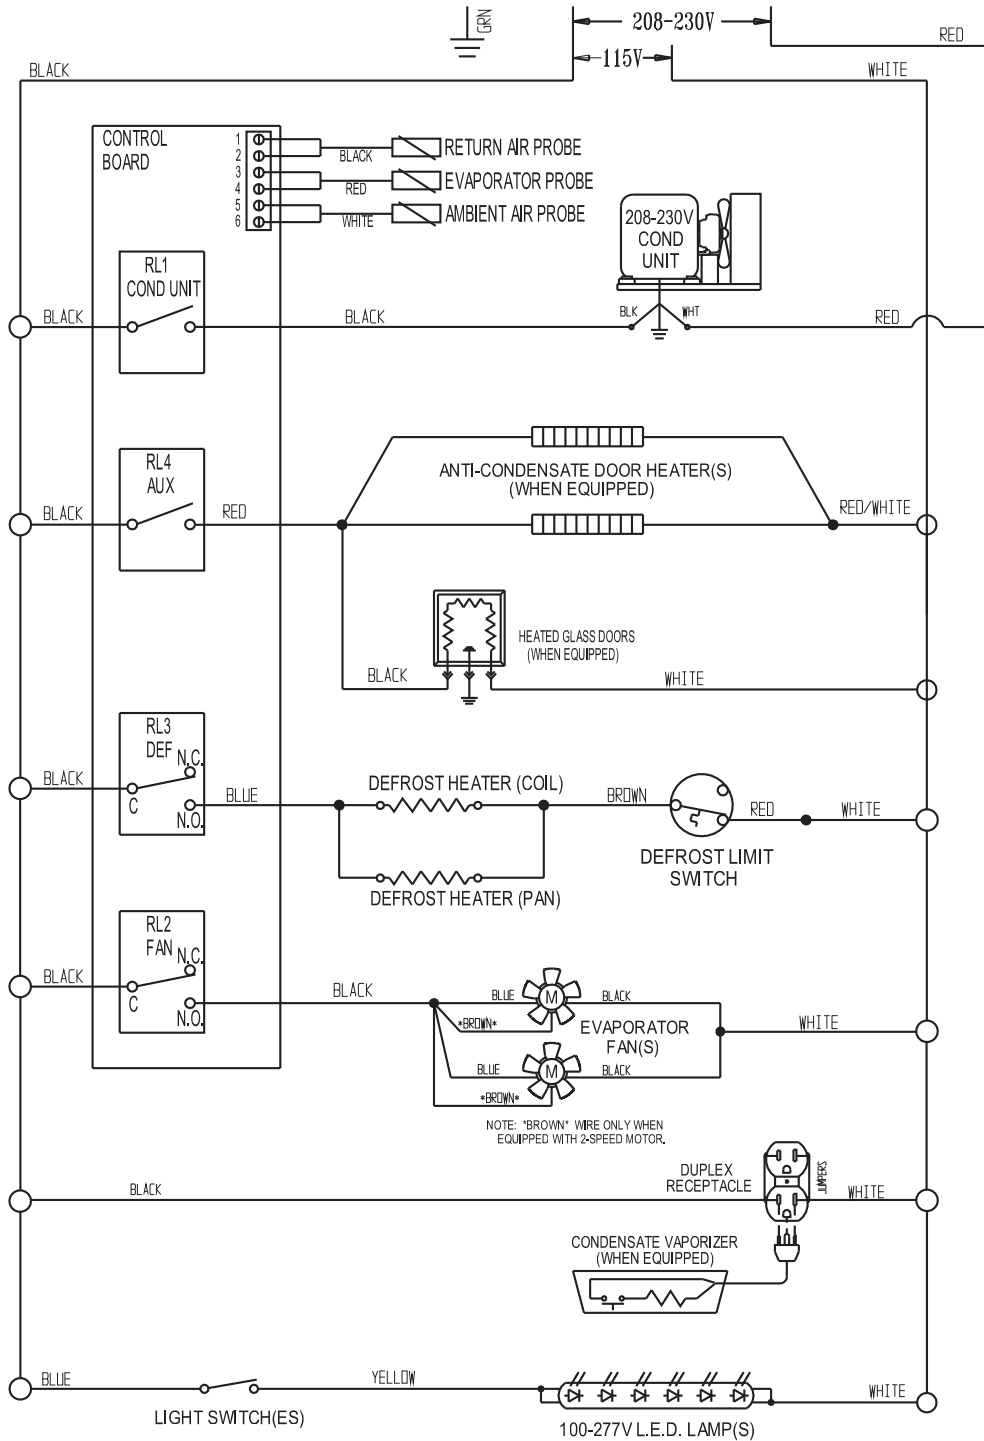 GRN
208-230V
RED
115V
BLACK
WHITE
CONTROL
BOARD
1
2
3
4
5
6
BLACK
RETURN AIR PROBE
RED
EVAPORATOR PROBE
WHITE
AMBIENT AIR PROBE
208-230V
COND
UNIT
RL1
COND UNIT
BLACK
BLACK
BLK
WHT
RED
ANTI-CONDENSATE DOOR HEATER(S)
(WHEN EQUIPPED)
RL4
AUX
BLACK
RED
RED/WHITE
HEATED GLASS DOORS
(WHEN EQUIPPED)
BLACK
WHITE
RL3
DEF
N.C.
BLACK
C
N.O.
BLUE
DEFROST HEATER (COIL)
BROWN
RED
WHITE
DEFROST LIMIT
SWITCH
DEFROST HEATER (PAN)
RL2
FAN
N.C.
BLACK
C
N.O.
BLACK
BLUE
M
BLACK
*BROWN*
EVAPORATOR
FAN(S)
WHITE
BLUE
M
BLACK
*BROWN*
NOTE: *BROWN* WIRE ONLY WHEN
EQUIPPED WITH 2-SPEED MOTOR.
BLACK
DUPLEX
RECEPTACLE
JUMPERS
WHITE
CONDENSATE VAPORIZER
(WHEN EQUIPPED)
BLUE
YELLOW
WHITE
LIGHT SWITCH(ES)
100-277V L.E.D. LAMP(S)